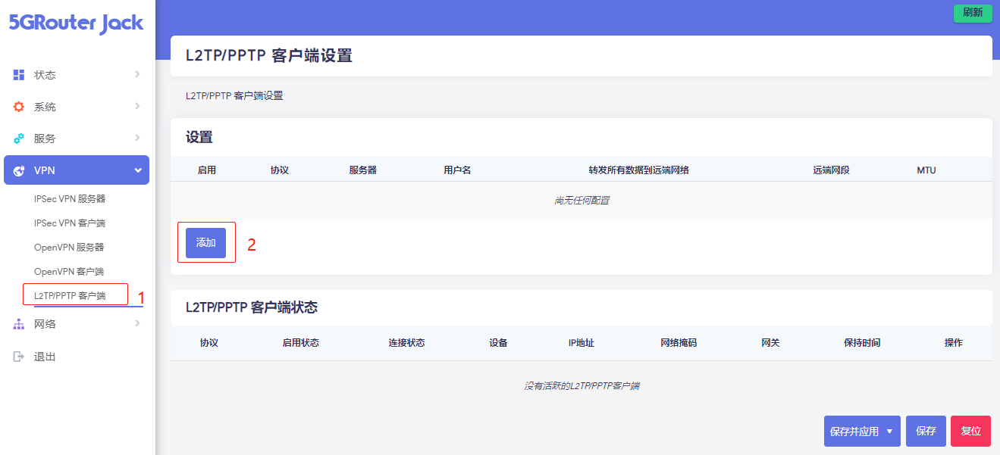 5GRouter Jack
刷新
状态
系统
服务
VPN
IPSec VPN 服务器
IPSec VPN 客户端
OpenVPN 服务器
OpenVPN 客户端
L2TP/PPTP 客户端 1
网络
退出
L2TP/PPTP 客户端设置
L2TP/PPTP 客户端设置
设置
启用 协议 服务器 用户名 转发所有数据到远端网络 远端网段 MTU
尚无任何配置
添加 2
L2TP/PPTP 客户端状态
协议 启用状态 连接状态 设备 IP地址 网络掩码 网关 保持时间 操作
没有活跃的L2TP/PPTP客户端
保存并应用 保存 复位